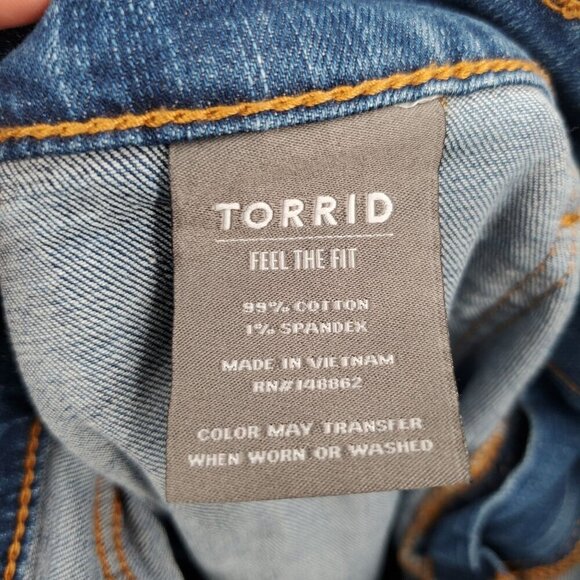 TORRID
FEEL THE FIT
99% COTTON
1% SPANDEX
MADE IN VIETNAM
RN#148862
COLOR MAY TRANSFER
WHEN WORN OR WASHED